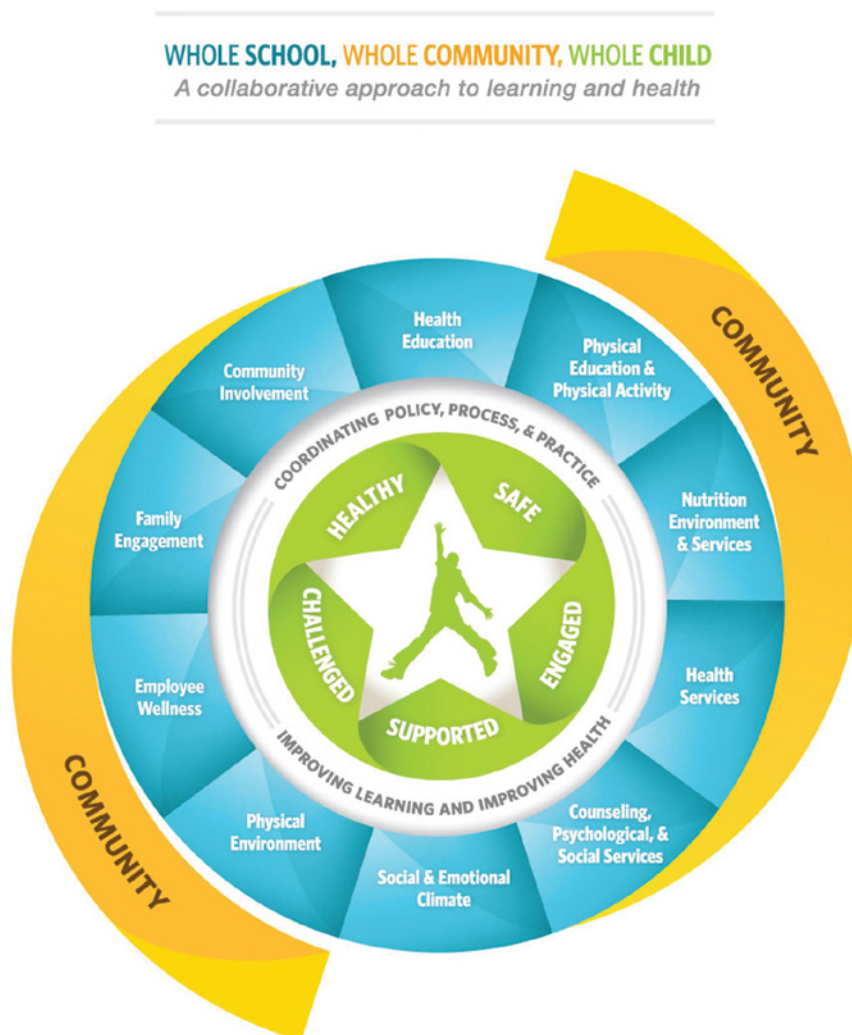 WHOLE SCHOOL, WHOLE COMMUNITY, WHOLE CHILD
A collaborative approach to learning and health
COMMUNITY
Health
Education
Physical
Education &
Physical Activity
Nutrition
Environment
& Services
Health
Services
Counseling,
Psychological, &
Social Services
Social & Emotional
Climate
Physical
Environment
Employee
Wellness
Family
Engagement
Community
Involvement
COORDINATING POLICY, PROCESS, & PRACTICE
IMPROVING LEARNING AND IMPROVING HEALTH
HEALTHY
SAFE
ENGAGED
SUPPORTED
CHALLENGED
COMMUNITY